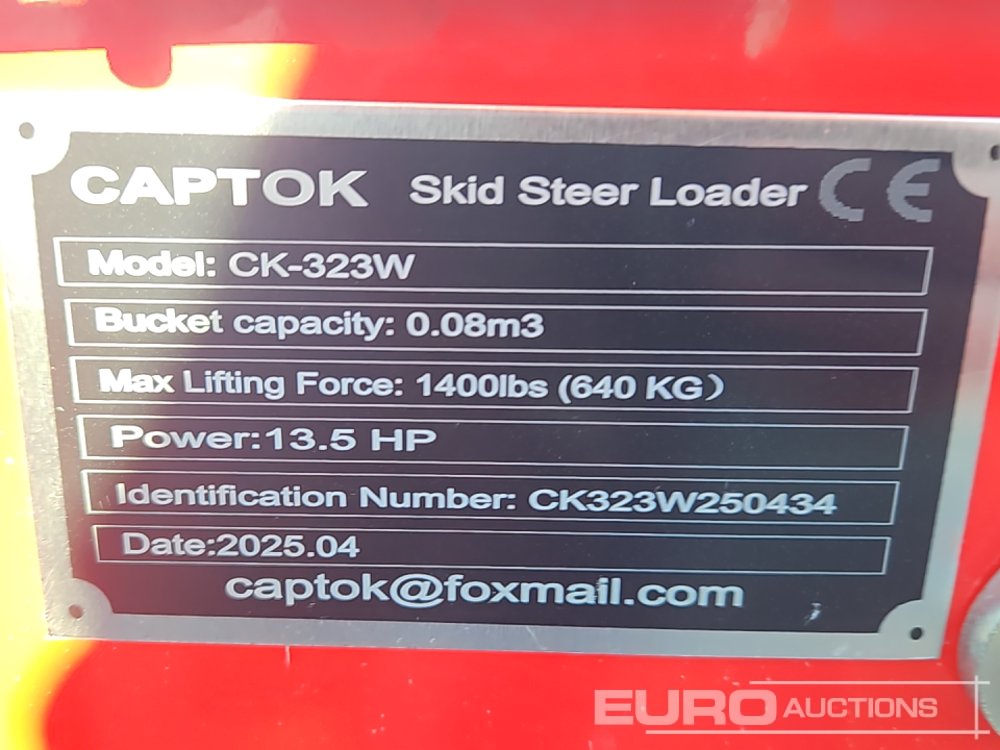 CAPTOK Skid Steer Loader CE
Model: CK-323W
Bucket capacity: 0.08m3
Max Lifting Force: 1400lbs (640 KG）
Power:13.5 HP
Identification Number: CK323W250434
Date:2025.04
captok@foxmail.com
EURO AUCTIONS